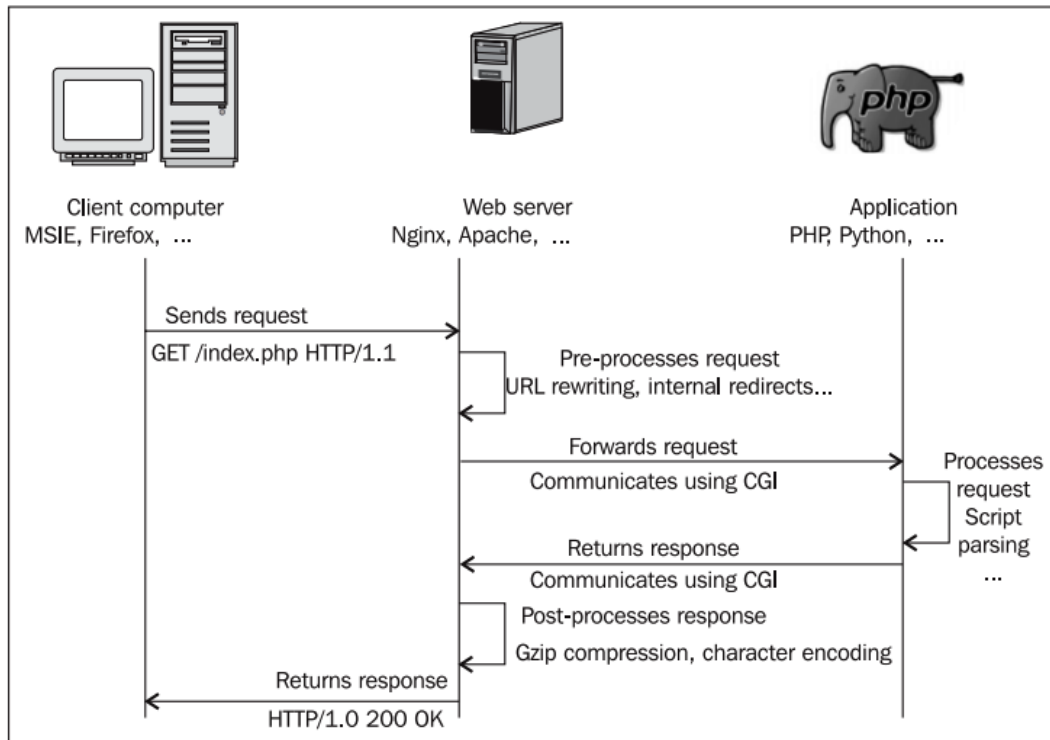 php
Client computer
MSIE, Firefox, ...
Web server
Nginx, Apache, ...
Application
PHP, Python, ...
Sends request
GET /index.php HTTP/1.1
Pre-processes request
URL rewriting, internal redirects...
Forwards request
Communicates using CGI
Processes
request
Script
parsing
...
Returns response
Communicates using CGI
Post-processes response
Gzip compression, character encoding
Returns response
HTTP/1.0 200 OK